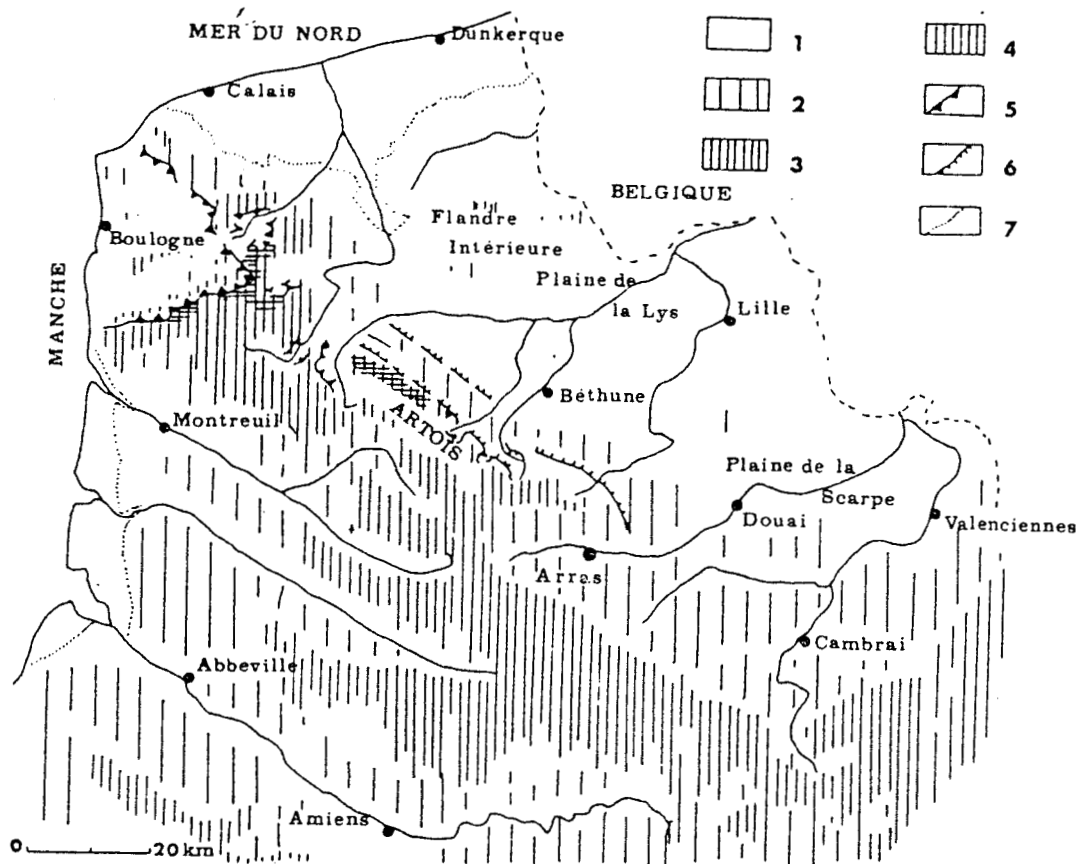 MER DU NORD
Dunkerque
Calais
1
2
3
4
5
6
7
BELGIQUE
Flandre
Intérieure
Boulogne
Plaine de
la Lys
Lille
MANCHE
Béthune
ARTOIS
Montreuil
Plaine de la
Scarpe
Douai
Valenciennes
Arras
Cambrai
Abbeville
Amiens
0 20 km